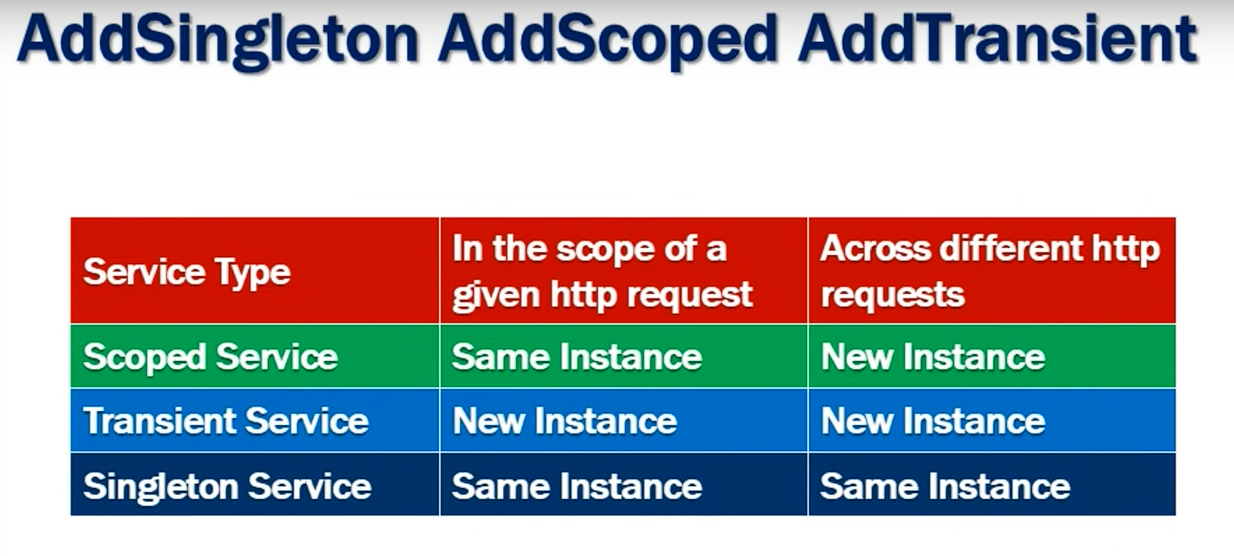 AddSingleton AddScoped AddTransient
Service Type
In the scope of a
given http request
Across different http
requests
Scoped Service
Same Instance
New Instance
Transient Service
New Instance
New Instance
Singleton Service
Same Instance
Same Instance